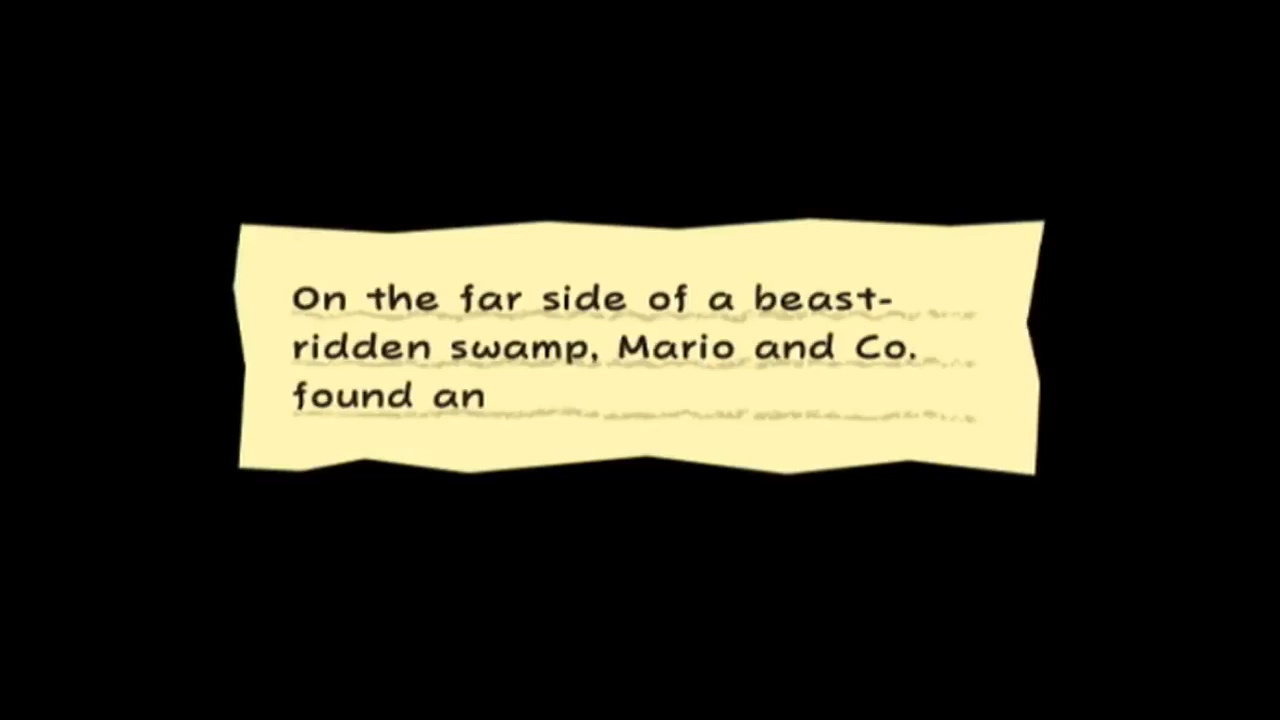 On the far side of a beast-
ridden swamp, Mario and Co.
found an